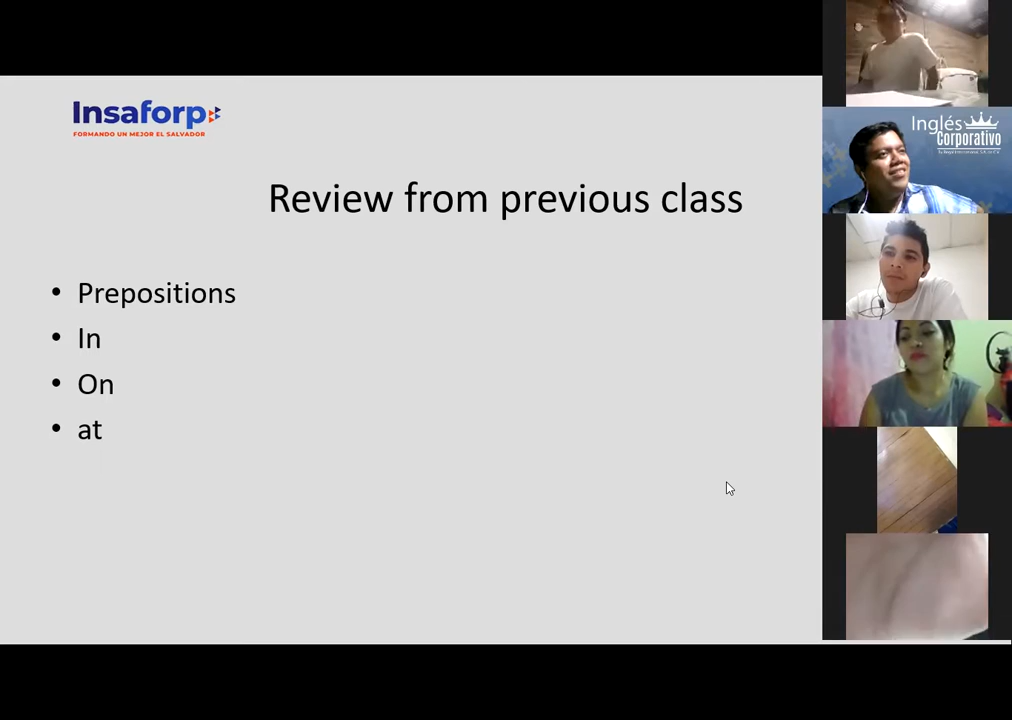 Insaforp
FORMANDO UN MEJOR EL SALVADOR
Review from previous class
• Prepositions
• In
• On
• at
Inglés
Corporativo